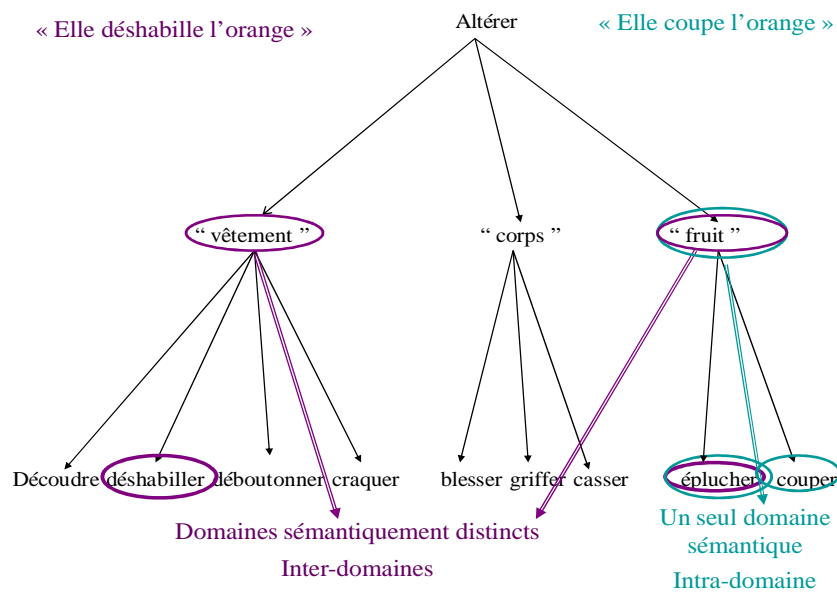 « Elle déshabille l’orange »
Altérer
« Elle coupe l’orange »
“ vêtement ”
“ corps ”
“ fruit ”
Découdre déshabiller déboutonner craquer
blesser griffer casser
éplucher couper
Domaines sémantiquement distincts
Inter-domaines
Un seul domaine
sémantique
Intra-domaine